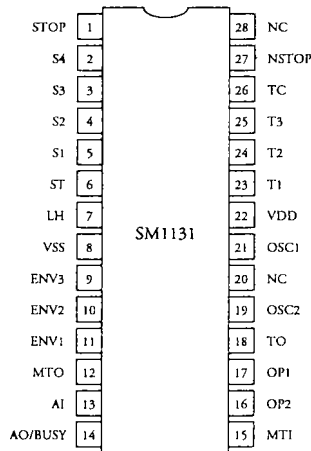 STOP 1 28 NC
S4 2 27 NSTOP
S3 3 26 TC
S2 4 25 T3
S1 5 24 T2
ST 6 23 T1
LH 7 22 VDD
SM1131
VSS 8 21 OSC1
ENV3 9 20 NC
ENV2 10 19 OSC2
ENV1 11 18 TO
MTO 12 17 OP1
AI 13 16 OP2
AO/BUSY 14 15 MTI